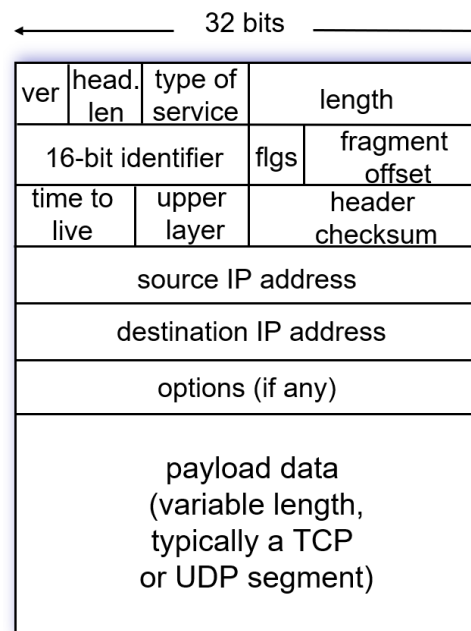 32 bits
ver
head.
len
type of
service
length
16-bit identifier
flgs
fragment
offset
time to
live
upper
layer
header
checksum
source IP address
destination IP address
options (if any)
payload data
(variable length,
typically a TCP
or UDP segment)